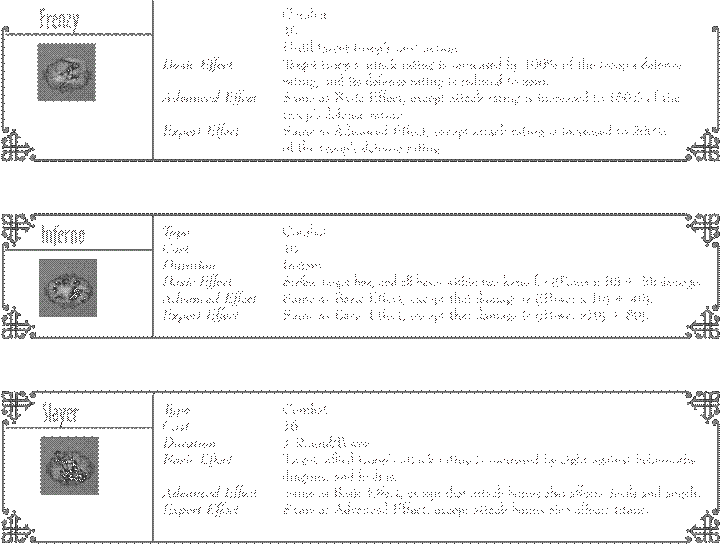 Frenzy
Combat
16
Until target troop's next action
Basic Effect Target troop's attack rating is increased by 100% of the troop's defense
rating, and its defense rating is reduced to zero.
Advanced Effect Same as Basic Effect, except attack rating is increased to 150% of the
troop's defense rating.
Expert Effect Same as Advanced Effect, except attack rating is increased to 200%
of the troop's defense rating.
Inferno
Type Combat
Cost 16
Duration Instant
Basic Effect target hex, and all hexes within two hexes for ((Power x 10) + 20) damage.
Advanced Effect Same as Basic Effect, except that damage is ((Power x 10) + 40).
Expert Effect Same as Basic Effect, except that damage is ((Power x 10) + 80).
Slayer
Type Combat
Cost 16
Duration 1 Round/Power
Basic Effect Target allied troop's attack rating is increased by eight against behemoths,
dragons, and hydras.
Advanced Effect Same as Basic Effect, except that attack bonus also affects devils and angels.
Expert Effect Same as Advanced Effect, except attack bonus also affects titans.